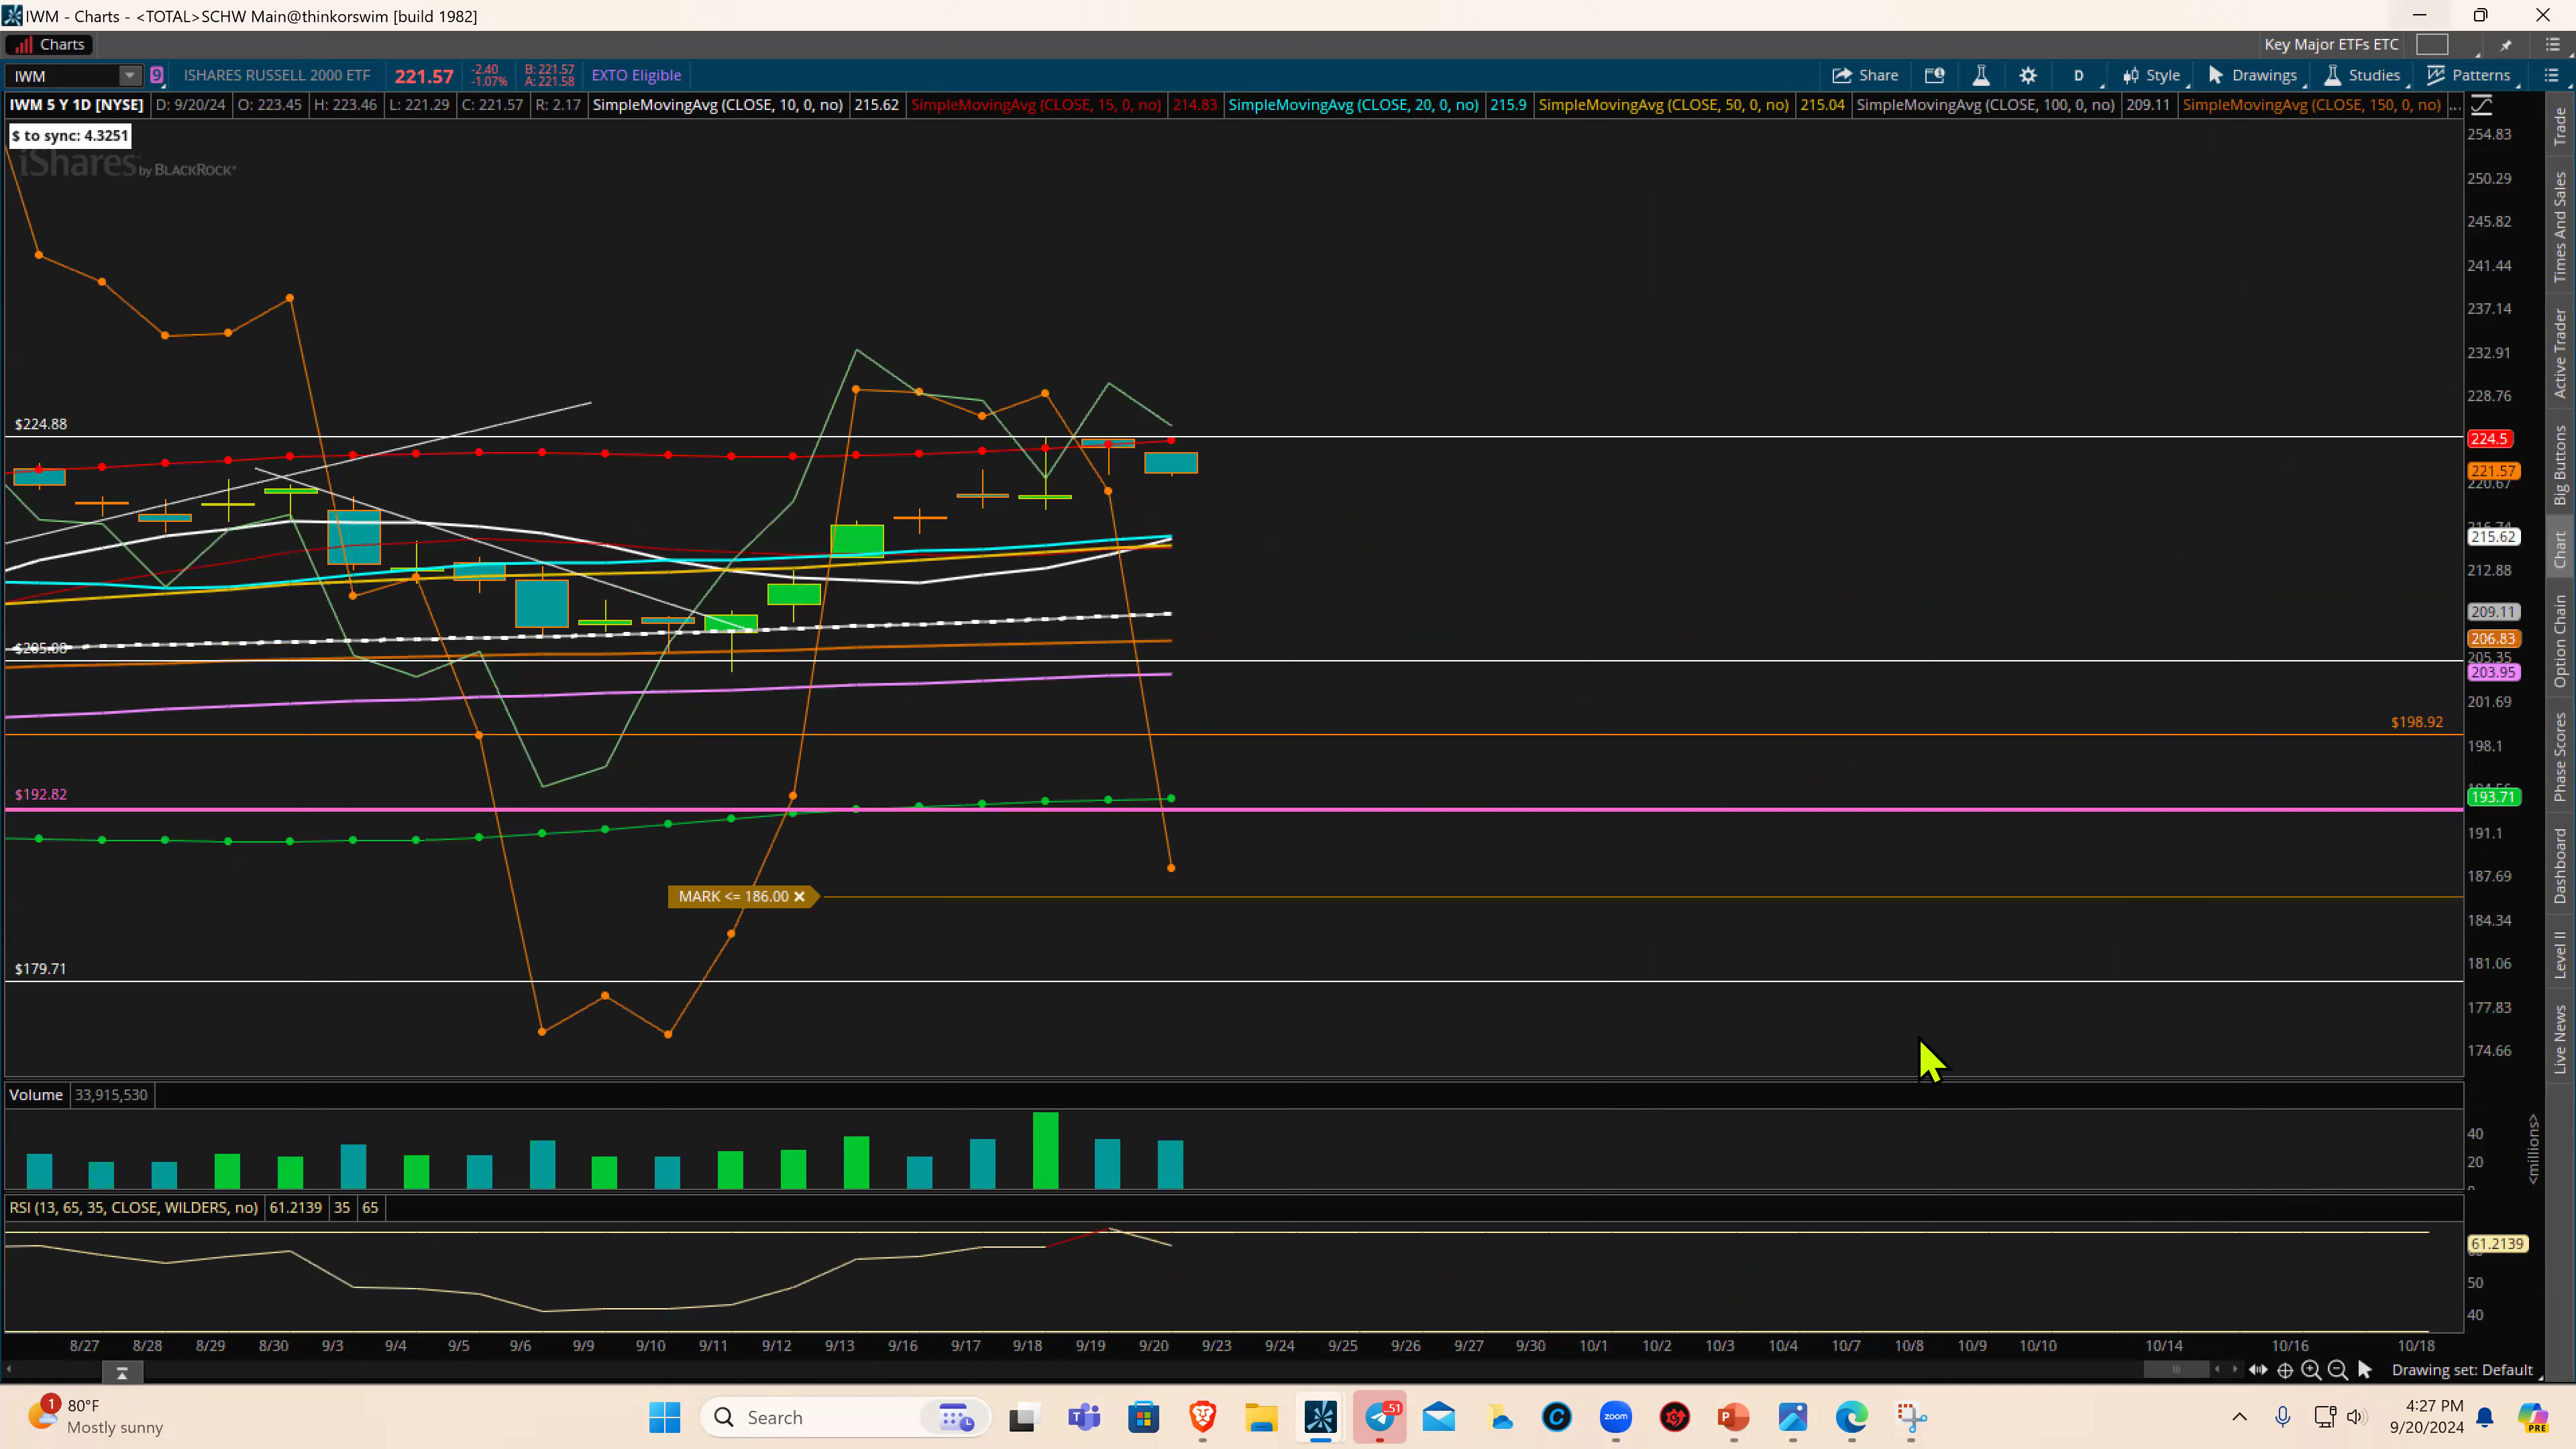 IWM - Charts - <TOTAL>SCHW Main@thinkorswim [build 1982]
Charts
Key Major ETFs ETC
IWM
9
ISHARES RUSSELL 2000 ETF
221.57
-2.40
-1.07%
B: 221.57
A: 221.58
EXTO Eligible
Share
D
Style
Drawings
Studies
Patterns
IWM 5 Y 1D [NYSE] D: 9/20/24 O: 223.45 H: 223.46 L: 221.29 C: 221.57 R: 2.17 SimpleMovingAvg (CLOSE, 10, 0, no) 215.62 SimpleMovingAvg (CLOSE, 15, 0, no) 214.83 SimpleMovingAvg (CLOSE, 20, 0, no) 215.9 SimpleMovingAvg (CLOSE, 50, 0, no) 215.04 SimpleMovingAvg (CLOSE, 100, 0, no) 209.11 SimpleMovingAvg (CLOSE, 150, 0, no) ...
$ to sync: 4.3251
iShares by BLACKROCK®
254.83
250.29
245.82
241.44
237.14
232.91
228.76
$224.88
224.5
221.57
220.67
215.62
212.88
209.11
206.83
$205.08
205.35
203.95
201.69
$198.92
198.1
$192.82
193.71
191.1
187.69
MARK <= 186.00
184.34
$179.71
181.06
177.83
174.66
Trade
Times And Sales
Active Trader
Big Buttons
Chart
Option Chain
Phase Scores
Dashboard
Level II
Live News
Volume 33,915,530
40
20
<millions>
RSI (13, 65, 35, CLOSE, WILDERS, no) 61.2139 35 65
61.2139
50
40
8/27 8/28 8/29 8/30 9/3 9/4 9/5 9/6 9/9 9/10 9/11 9/12 9/13 9/16 9/17 9/18 9/19 9/20 9/23 9/24 9/25 9/26 9/27 9/30 10/1 10/2 10/3 10/4 10/7 10/8 10/9 10/10 10/14 10/16 10/18
Drawing set: Default
1
80°F
Mostly sunny
Search
.51
zoom
4:27 PM
9/20/2024
PRE